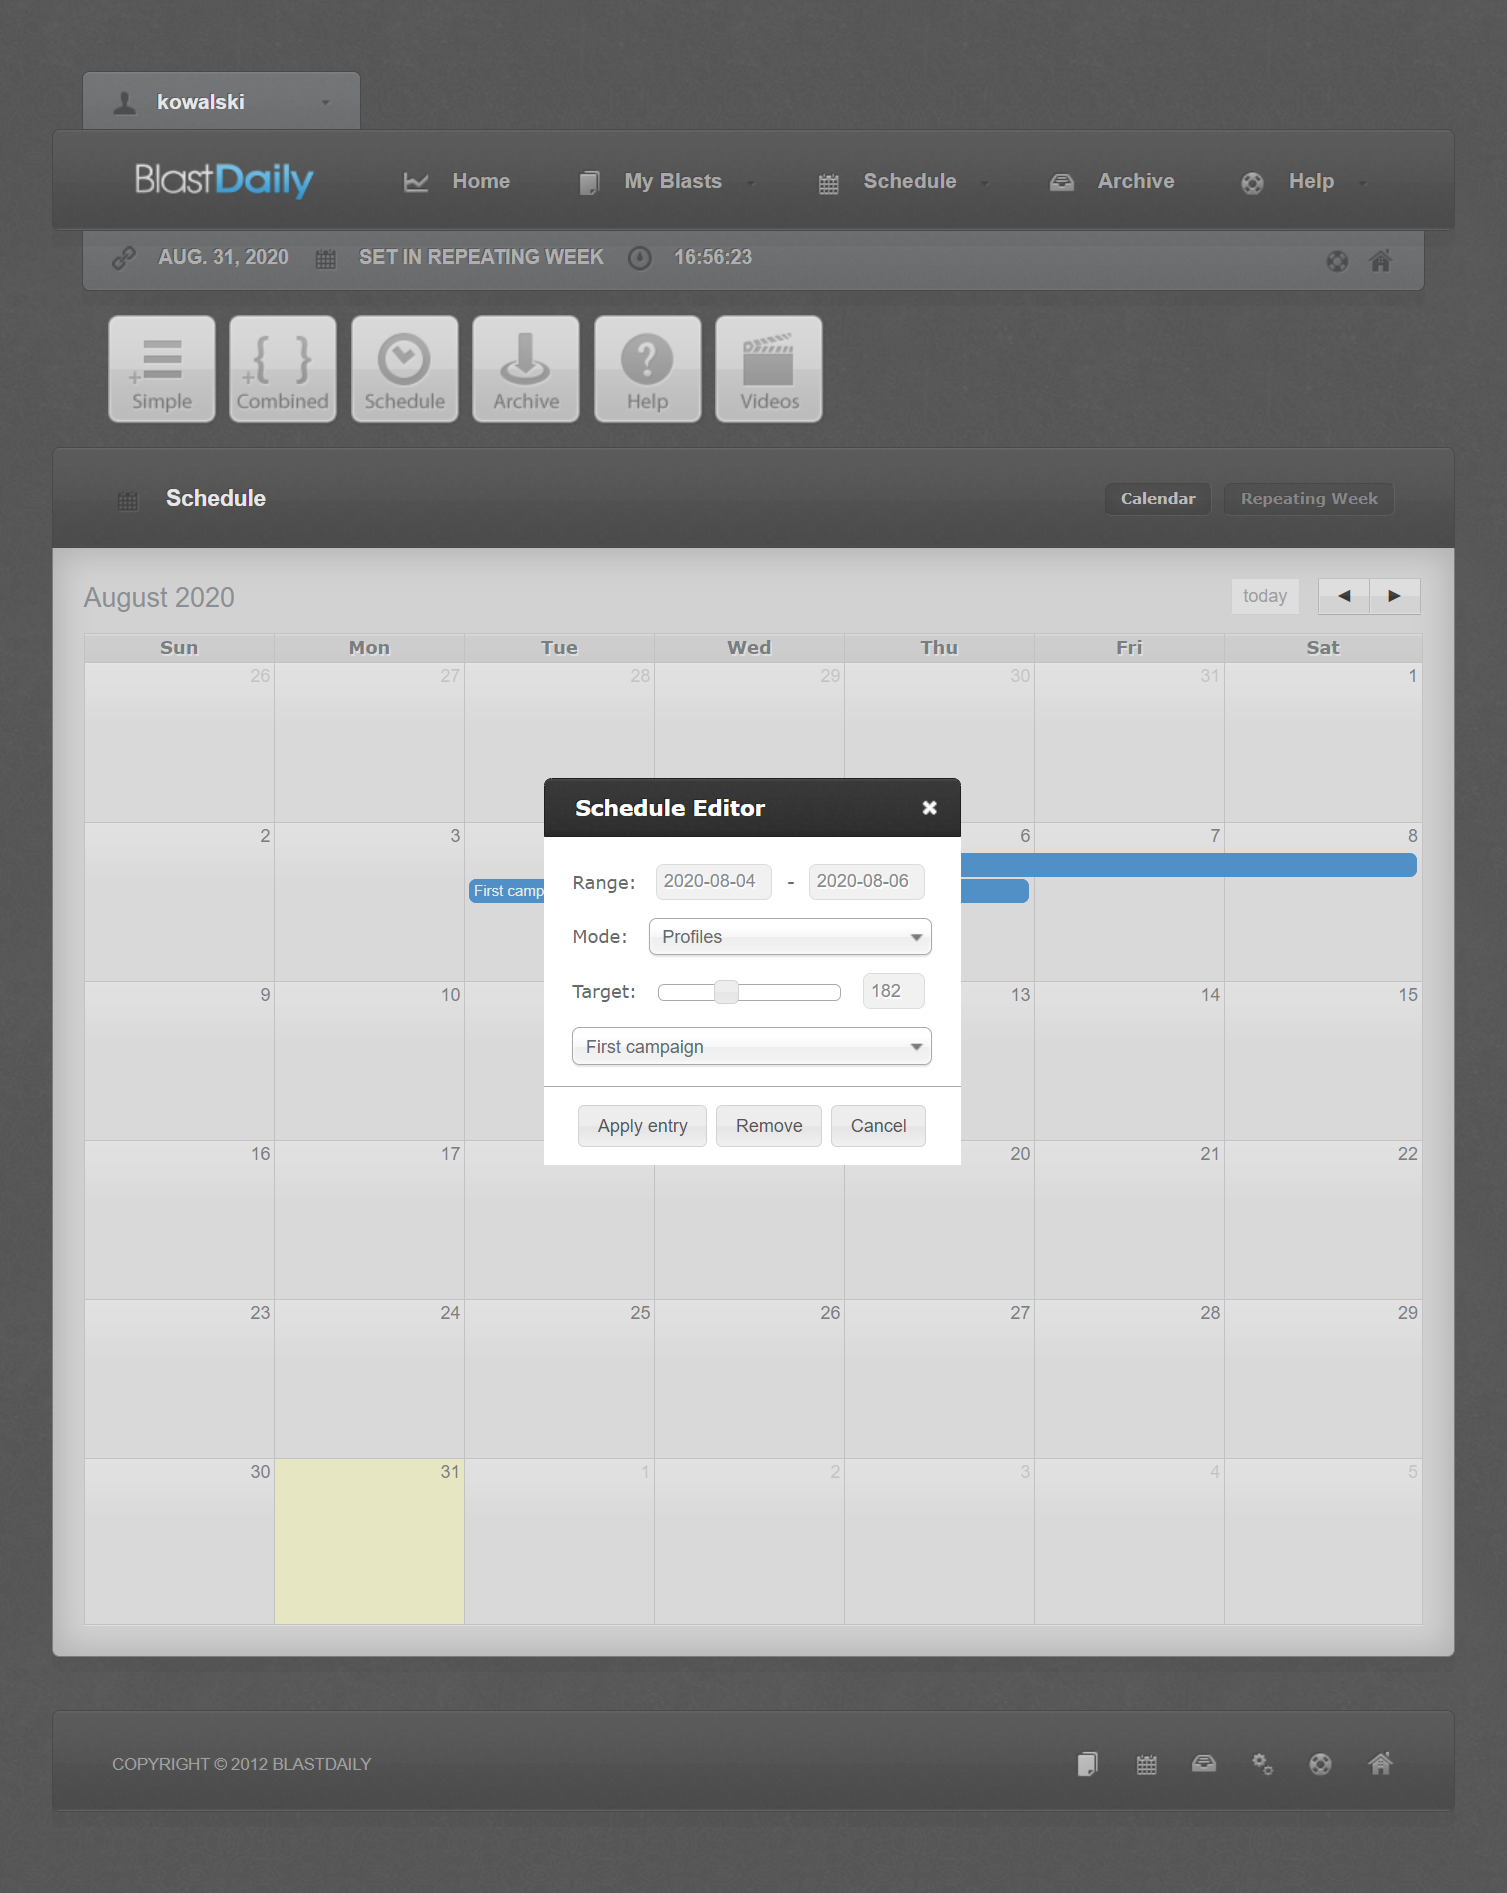 kowalski
BlastDaily Home My Blasts Schedule Archive Help
AUG. 31, 2020 SET IN REPEATING WEEK 16:56:23
+ Simple + { } Combined Schedule Archive ? Help Videos
Schedule Calendar Repeating Week
August 2020 today ◄ ►
Sun Mon Tue Wed Thu Fri Sat
26 27 28 29 30 31 1
Schedule Editor ×
2 3 6 7 8
Range: 2020-08-04 - 2020-08-06
First camp
Mode: Profiles
Target: 182
9 10 13 14 15
First campaign
Apply entry Remove Cancel
16 17 20 21 22
23 24 25 26 27 28 29
30 31 1 2 3 4 5
COPYRIGHT © 2012 BLASTDAILY